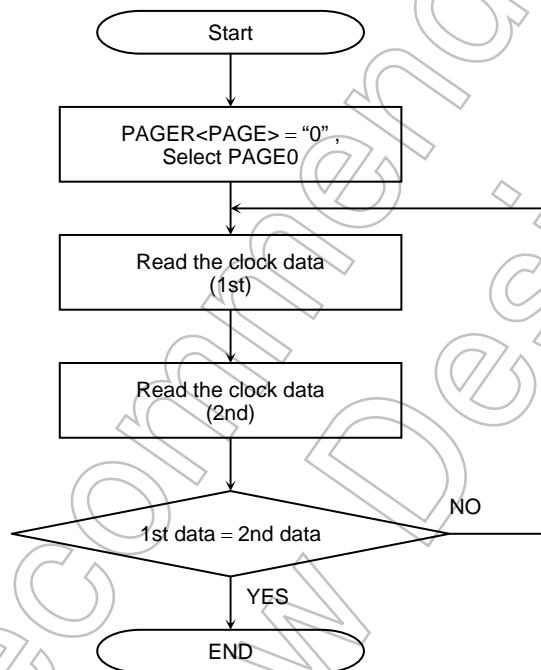 Start
PAGER<PAGE> = “0” ,
Select PAGE0
Read the clock data
(1st)
Read the clock data
(2nd)
1st data = 2nd data
NO
YES
END